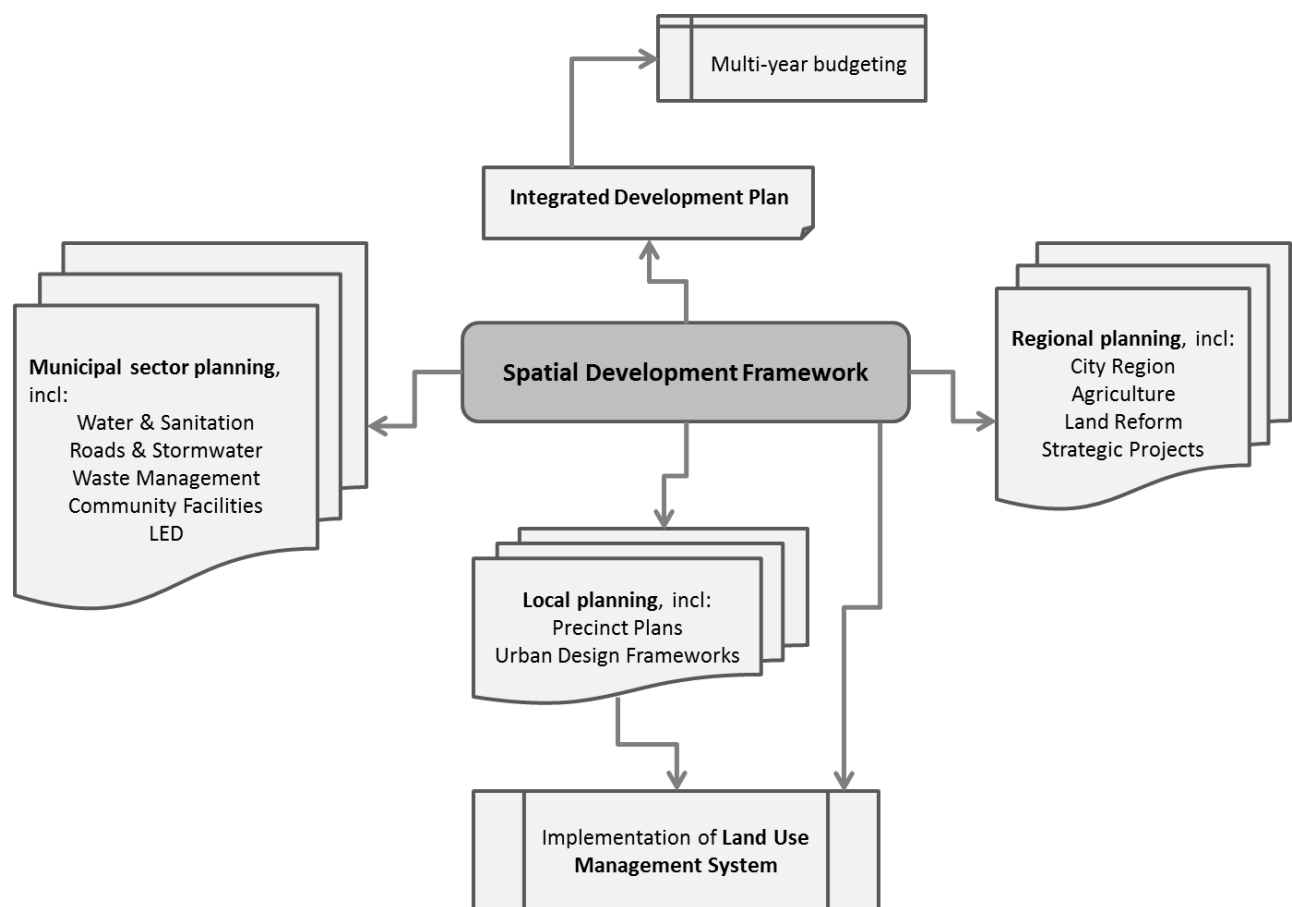 Multi-year budgeting
Integrated Development Plan
Spatial Development Framework
Municipal sector planning,
incl:
Water & Sanitation
Roads & Stormwater
Waste Management
Community Facilities
LED
Regional planning, incl:
City Region
Agriculture
Land Reform
Strategic Projects
Local planning, incl:
Precinct Plans
Urban Design Frameworks
Implementation of Land Use
Management System